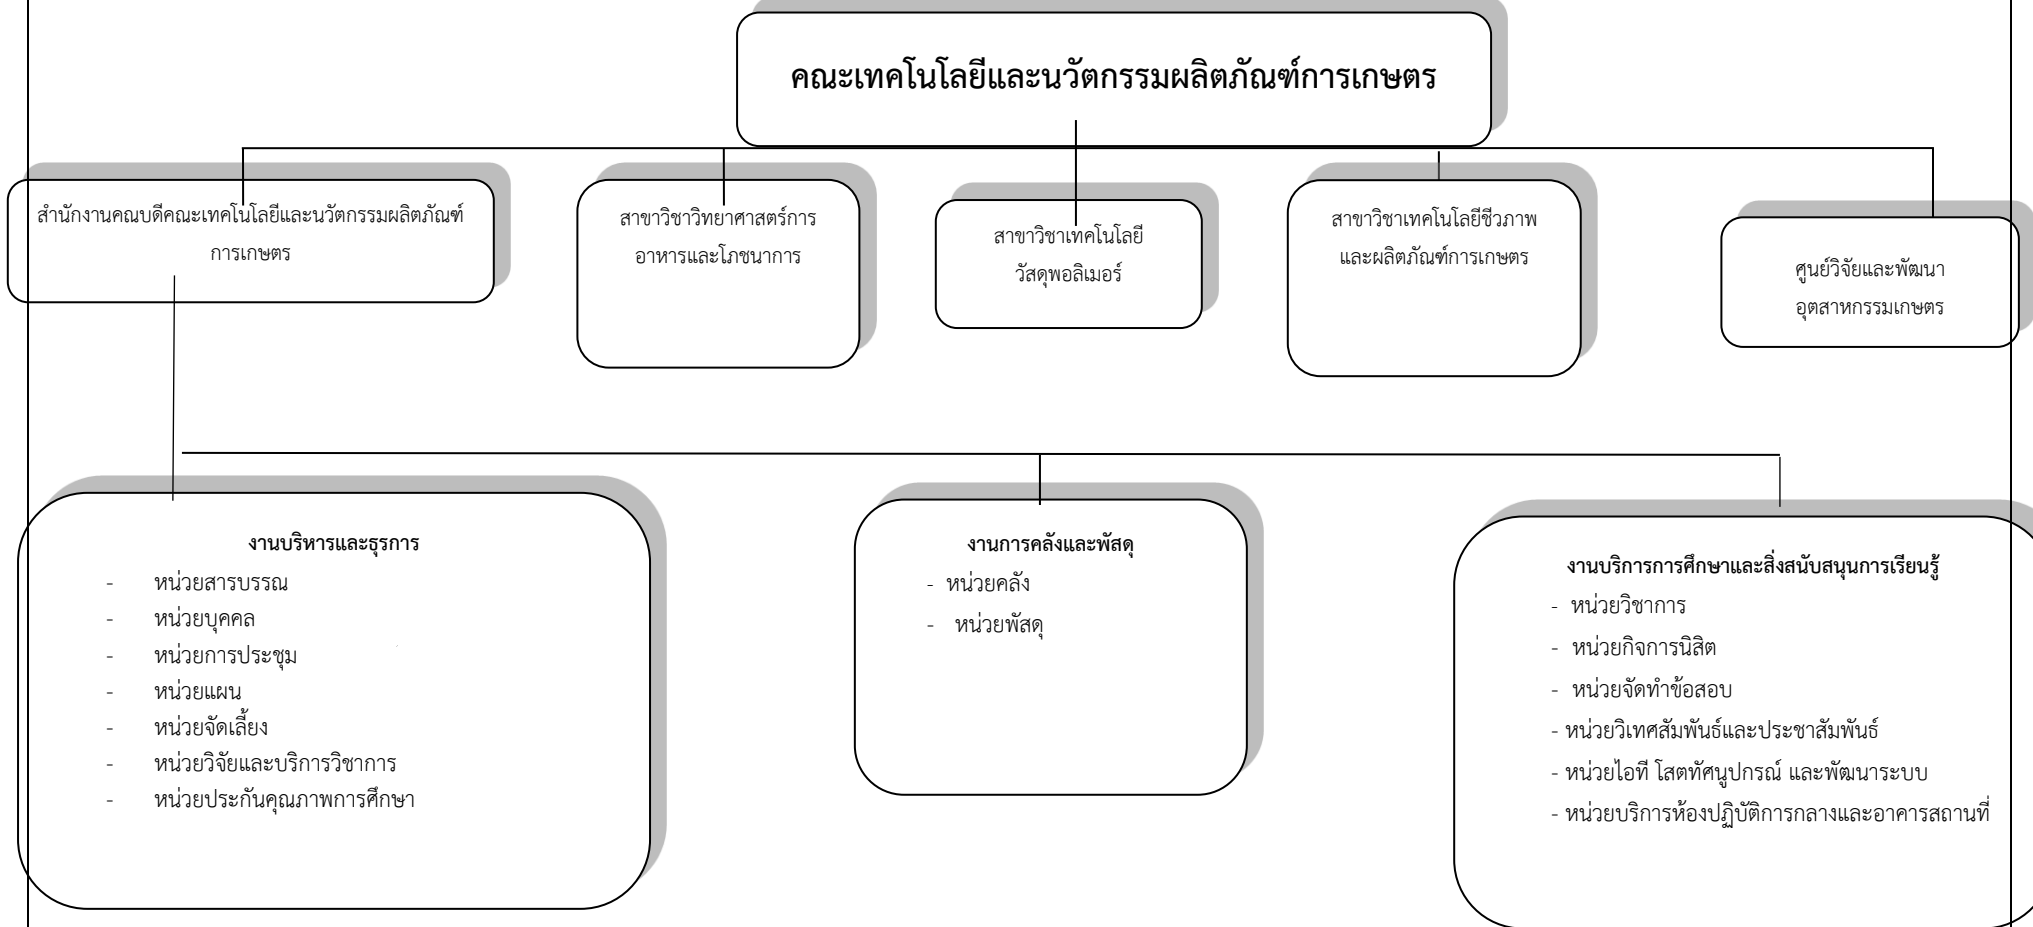 คณะเทคโนโลยีและนวัตกรรมผลิตภัณฑ์การเกษตร
สำนักงานคณบดีคณะเทคโนโลยีและนวัตกรรมผลิตภัณฑ์
การเกษตร
สาขาวิชาวิทยาศาสตร์การ
อาหารและโภชนาการ
สาขาวิชาเทคโนโลยี
วัสดุพอลิเมอร์
สาขาวิชาเทคโนโลยีชีวภาพ
และผลิตภัณฑ์การเกษตร
ศูนย์วิจัยและพัฒนา
อุตสาหกรรมเกษตร
งานบริหารและธุรการ
- หน่วยสารบรรณ
- หน่วยบุคคล
- หน่วยการประชุม
- หน่วยแผน
- หน่วยจัดเลี้ยง
- หน่วยวิจัยและบริการวิชาการ
- หน่วยประกันคุณภาพการศึกษา
งานการคลังและพัสดุ
- หน่วยคลัง
- หน่วยพัสดุ
งานบริการการศึกษาและสิ่งสนับสนุนการเรียนรู้
- หน่วยวิชาการ
- หน่วยกิจการนิสิต
- หน่วยจัดทำข้อสอบ
- หน่วยวิเทศสัมพันธ์และประชาสัมพันธ์
- หน่วยไอที โสตทัศนูปกรณ์ และพัฒนาระบบ
- หน่วยบริการห้องปฏิบัติการกลางและอาคารสถานที่